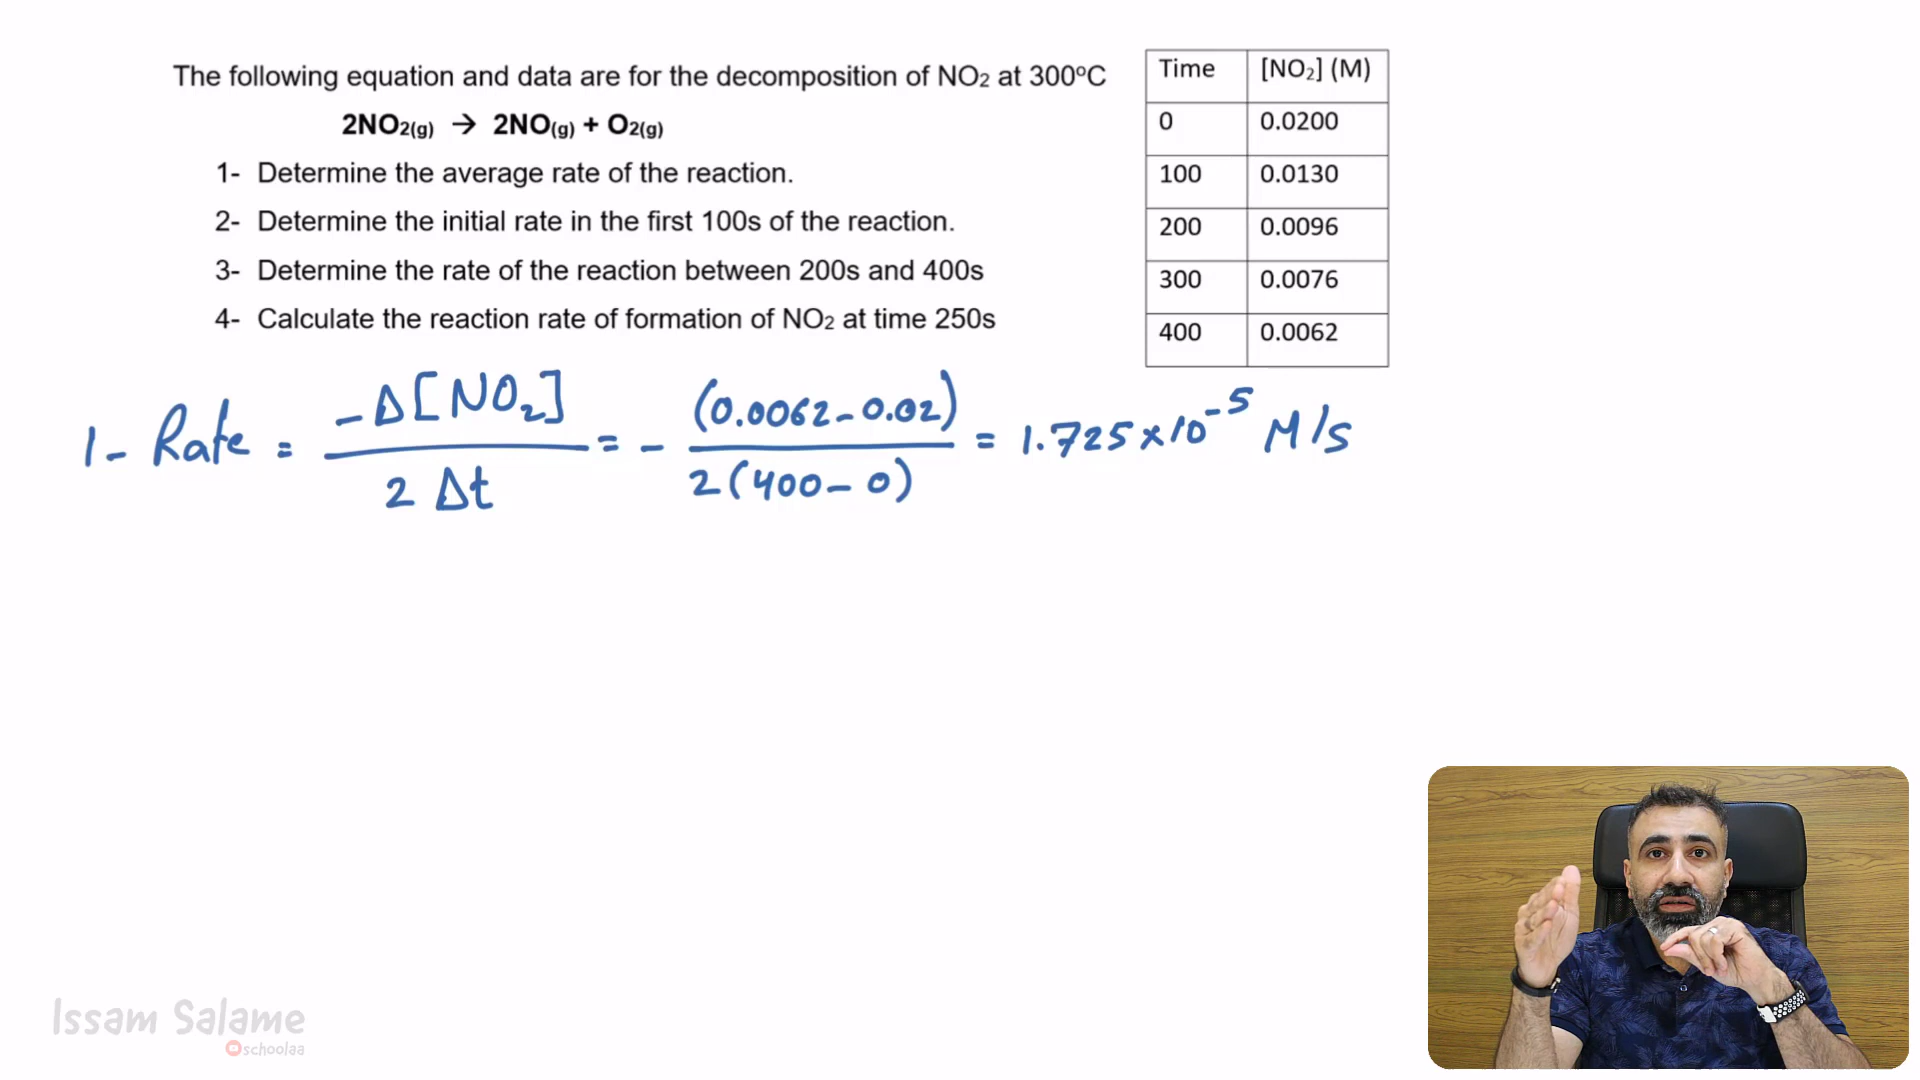 The following equation and data are for the decomposition of NO₂ at 300ºC
2NO₂(g) → 2NO(g) + O₂(g)
1- Determine the average rate of the reaction.
2- Determine the initial rate in the first 100s of the reaction.
3- Determine the rate of the reaction between 200s and 400s
4- Calculate the reaction rate of formation of NO₂ at time 250s
Time [NO₂] (M)
0 0.0200
100 0.0130
200 0.0096
300 0.0076
400 0.0062
1- Rate = -Δ[NO₂] / 2 Δt = - (0.0062-0.02) / 2(400-0) = 1.725×10⁻⁵ M/s
Issam Salame
schoolaa